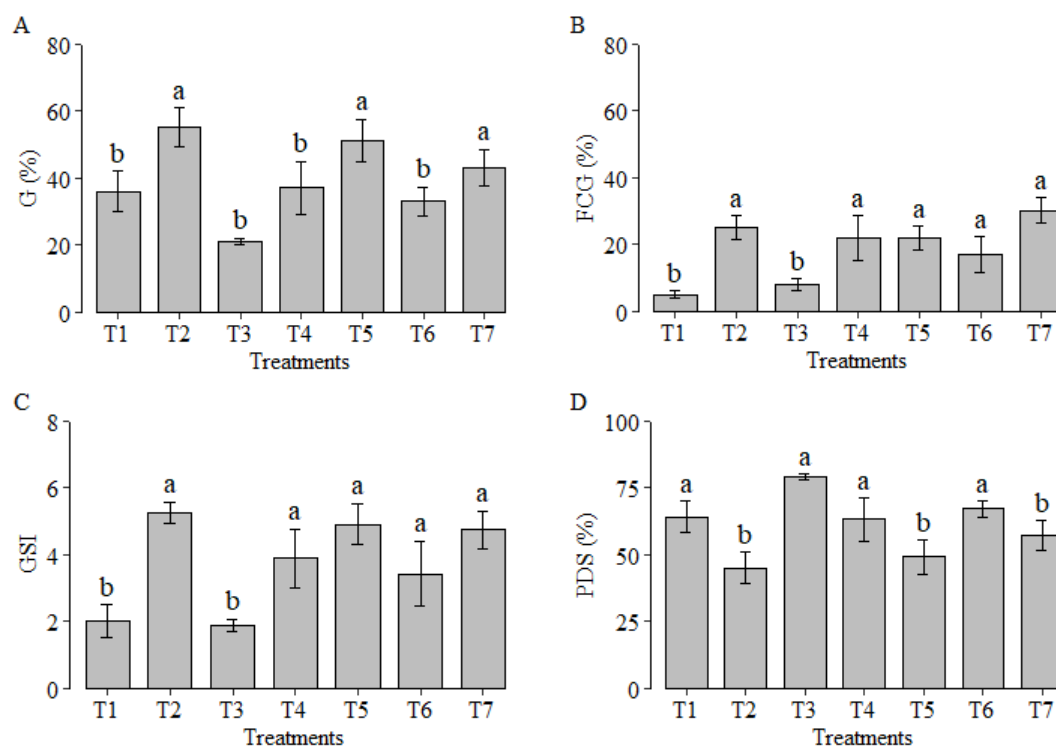 A
G (%)
80
60
40
20
0
b a b b a b a
T1 T2 T3 T4 T5 T6 T7
Treatments
B
FCG (%)
80
60
40
20
0
b a b a a a a
T1 T2 T3 T4 T5 T6 T7
Treatments
C
GSI
8
6
4
2
0
b a b a a a a
T1 T2 T3 T4 T5 T6 T7
Treatments
D
PDS (%)
100
75
50
25
0
a b a a b a b
T1 T2 T3 T4 T5 T6 T7
Treatments